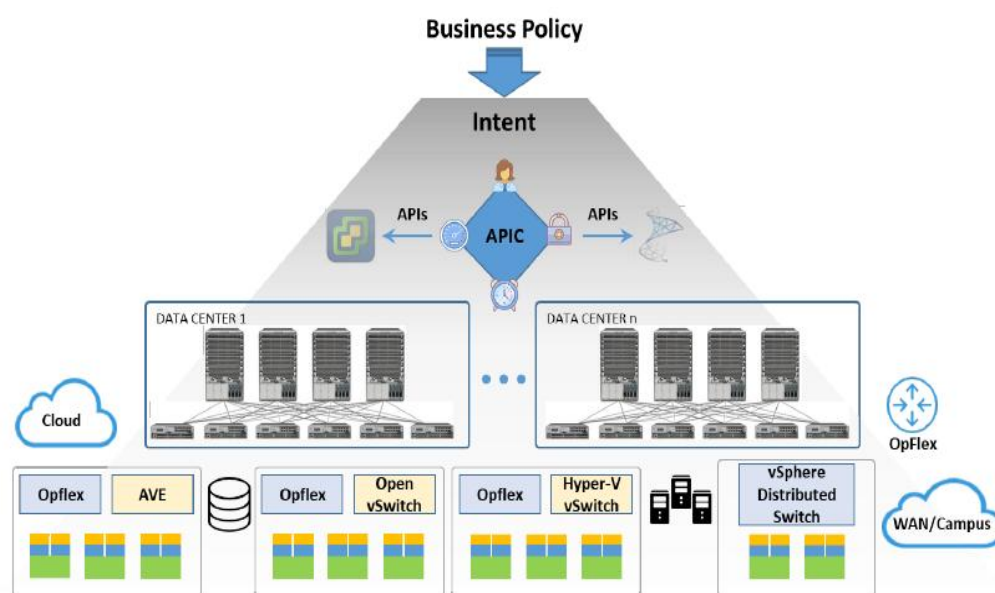 Business Policy
Intent
APIs
APIs
APIC
DATA CENTER 1
DATA CENTER n
Cloud
OpFlex
Opflex
AVE
Opflex
Open
vSwitch
Opflex
Hyper-V
vSwitch
vSphere
Distributed
Switch
WAN/Campus